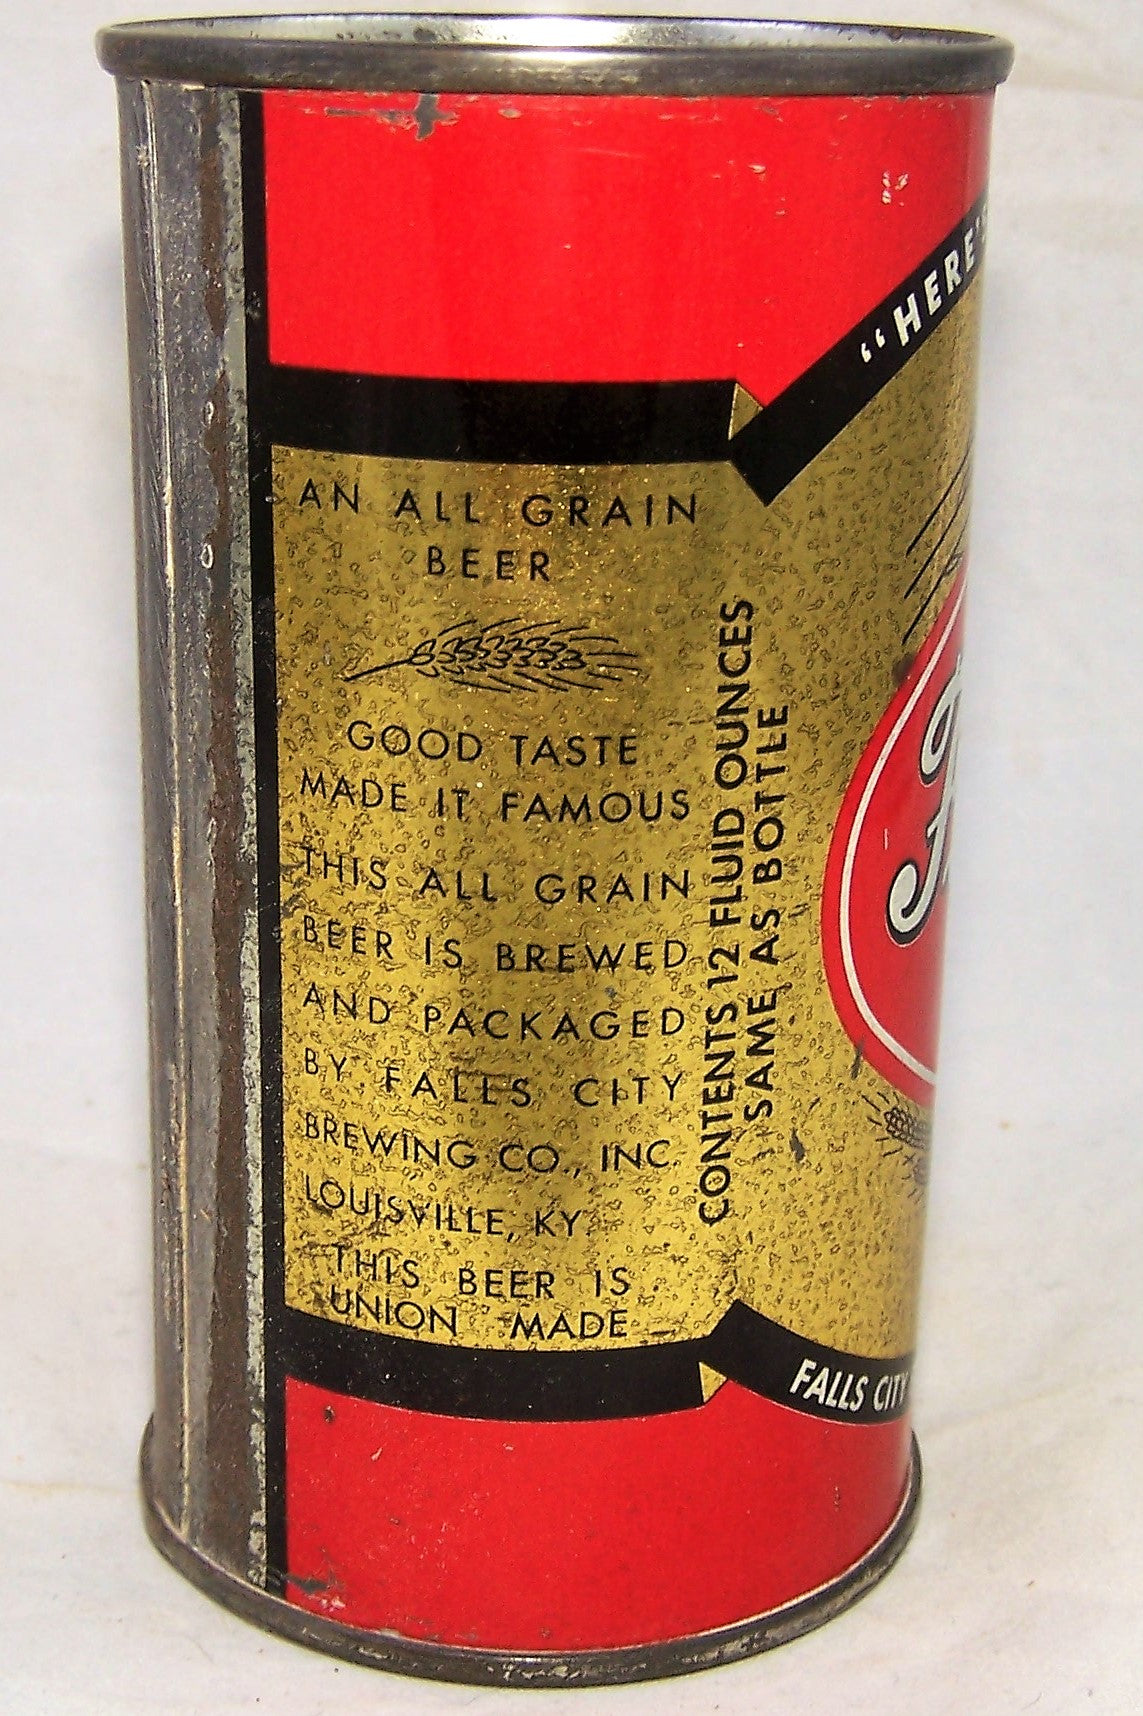 AN ALL GRAIN
BEER
GOOD TASTE
MADE IT FAMOUS
THIS ALL GRAIN
BEER IS BREWED
AND PACKAGED
BY FALLS CITY
BREWING CO., INC.
LOUISVILLE, KY.
THIS BEER IS
UNION MADE
CONTENTS 12 FLUID OUNCES
SAME AS BOTTLE
"HERE'S
FALLS CITY